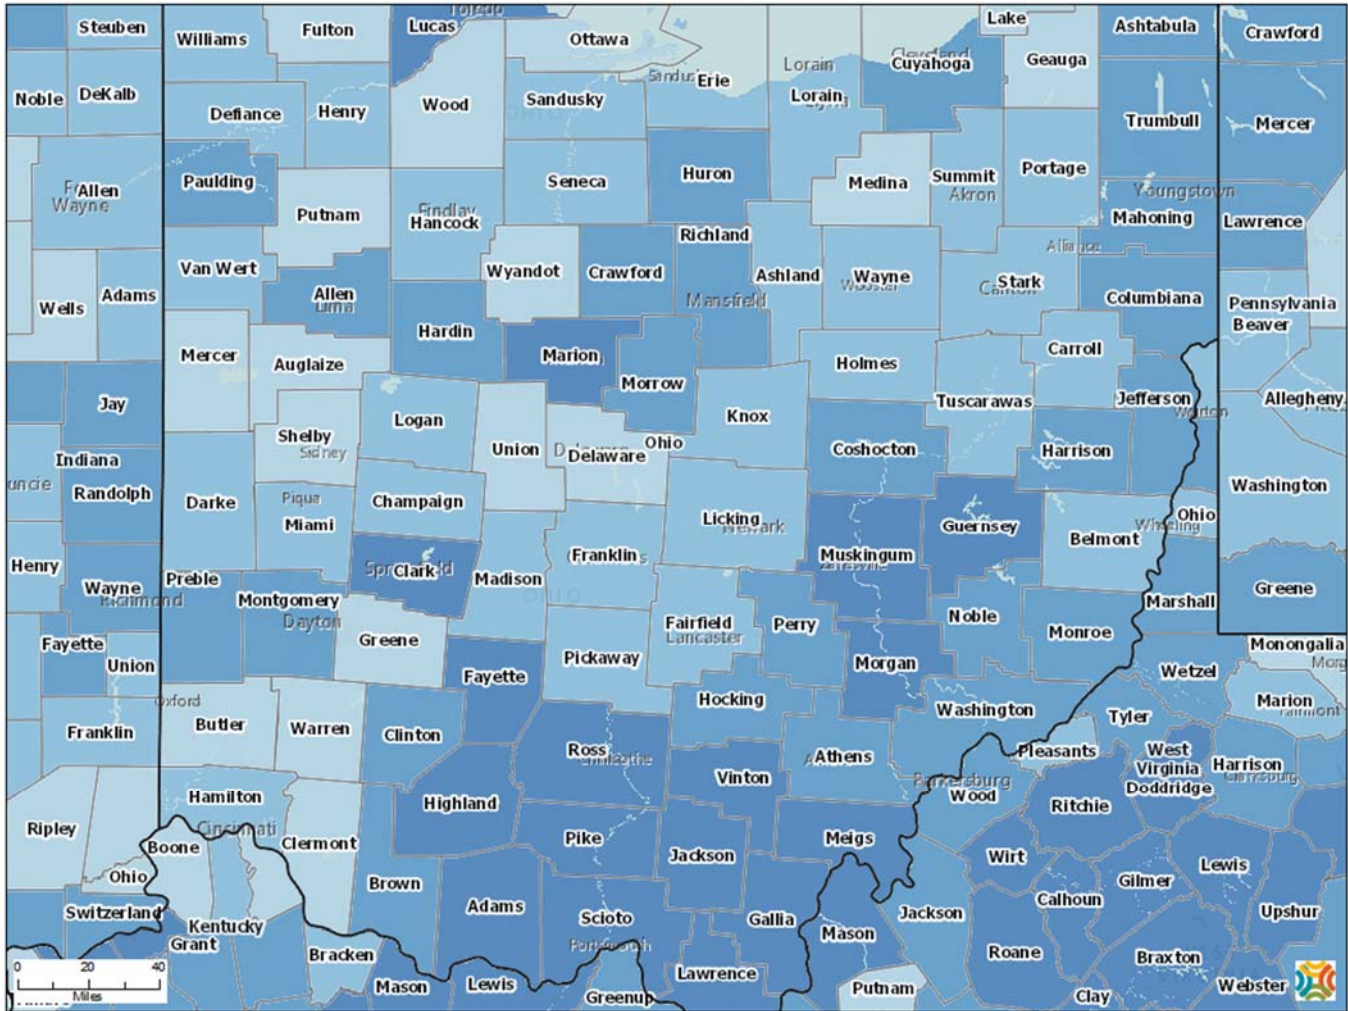 Toledo
Steuben
Williams
Fulton
Lucas
Ottawa
Lake
Ashtabula
Crawford
Noble
DeKalb
Defiance
Henry
Wood
Sandusky
Erie
Lorain
Lorain
Cleveland
Cuyahoga
Geauga
Trumbull
Mercer
Allen
Wayne
Paulding
Putnam
Findlay
Hancock
Seneca
Huron
Medina
Summit
Akron
Portage
Youngstown
Mahoning
Lawrence
Richland
Alliance
Wells
Adams
Van Wert
Allen
Lima
Wyandot
Crawford
Mansfield
Ashland
Wayne
Wooster
Stark
Canton
Columbiana
Pennsylvania
Beaver
Mercer
Auglaize
Hardin
Marion
Morrow
Holmes
Carroll
Jay
Logan
Knox
Tuscarawas
Jefferson
Allegheny
Shelby
Sidney
Union
Delaware
Ohio
Coshocton
Harrison
Indiana
Randolph
Darke
Piqua
Miami
Champaign
Licking
Newark
Guernsey
Belmont
Wheeling
Ohio
Washington
Henry
Wayne
Richmond
Preble
Montgomery
Dayton
Clark
Madison
Franklin
OHIO
Muskingum
Noble
Monroe
Marshall
Greene
Fayette
Union
Greene
Fayette
Pickaway
Fairfield
Lancaster
Perry
Morgan
Monongalia
Wetzel
Marion
Oxford
Franklin
Butler
Warren
Clinton
Ross
Hocking
Athens
Washington
Pleasants
Tyler
West
Virginia
Doddridge
Harrison
Ripley
Hamilton
Cincinnati
Highland
Vinton
Parkersburg
Wood
Ritchie
Boone
Ohio
Clermont
Pike
Jackson
Meigs
Wirt
Calhoun
Gilmer
Lewis
Switzerland
Kentucky
Grant
Brown
Adams
Scioto
Portsmouth
Gallia
Mason
Jackson
Roane
Braxton
Upshur
Bracken
Mason
Lewis
Greenup
Lawrence
Putnam
Clay
Webster
0 20 40
Miles